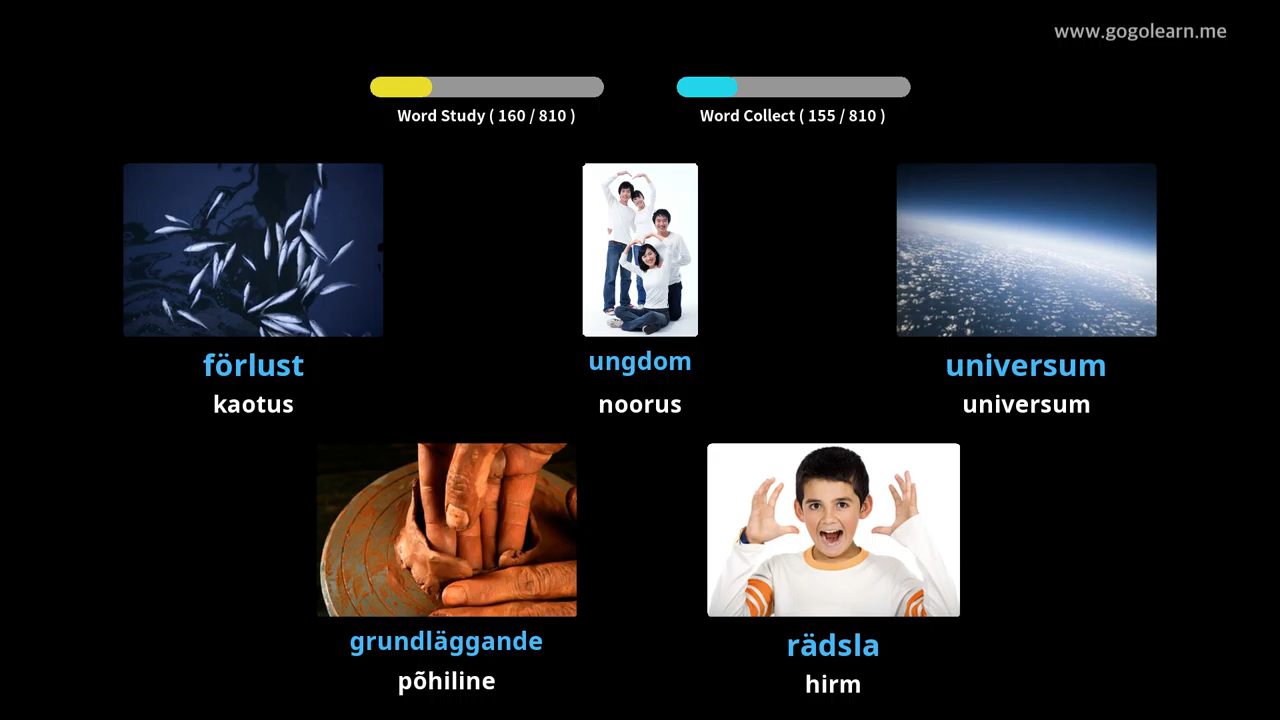 www.gogolearn.me
Word Study ( 160 / 810 )
Word Collect ( 155 / 810 )
förlust
kaotus
ungdom
noorus
universum
universum
grundläggande
põhiline
rädsla
hirm